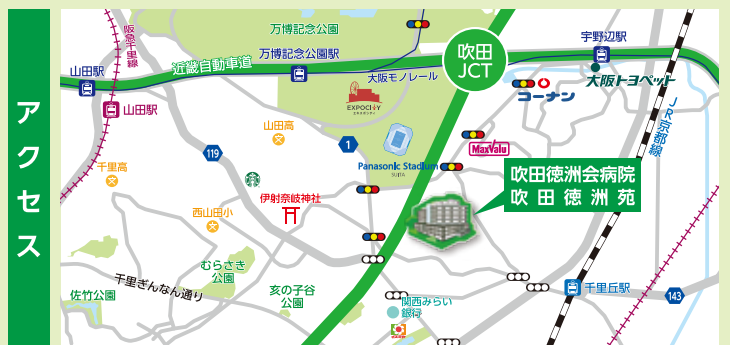 アクセス
万博記念公園
阪急千里線
山田駅
近畿自動車道
万博記念公園駅
大阪モノレール
吹田
JCT
宇野辺駅
大阪トヨペット
コーナン
EXPOCITY
山田駅
山田高
119
1
Panasonic Stadium
SUITA
MaxValu
JR京都線
千里高
西山田小
伊射奈岐神社
吹田徳洲会病院
吹田徳洲苑
むらさき
公園
千里ぎんなん通り
佐竹公園
亥の子谷
公園
関西みらい
銀行
千里丘駅
143